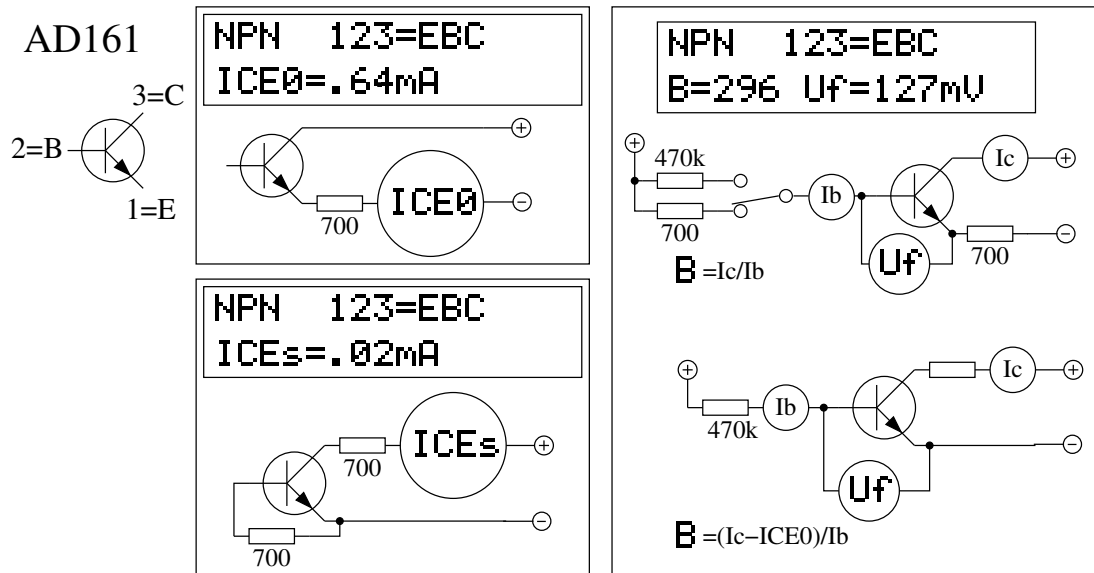 AD161
3=C
2=B
1=E
NPN 123=EBC
ICE0=.64mA
+
ICE0
−
700
NPN 123=EBC
ICEs=.02mA
ICEs
+
700
−
700
NPN 123=EBC
B=296 Uf=127mV
+
470k
Ic
+
Ib
700
−
Uf
700
B =Ic/Ib
+
Ic
+
Ib
470k
−
Uf
B =(Ic−ICE0)/Ib